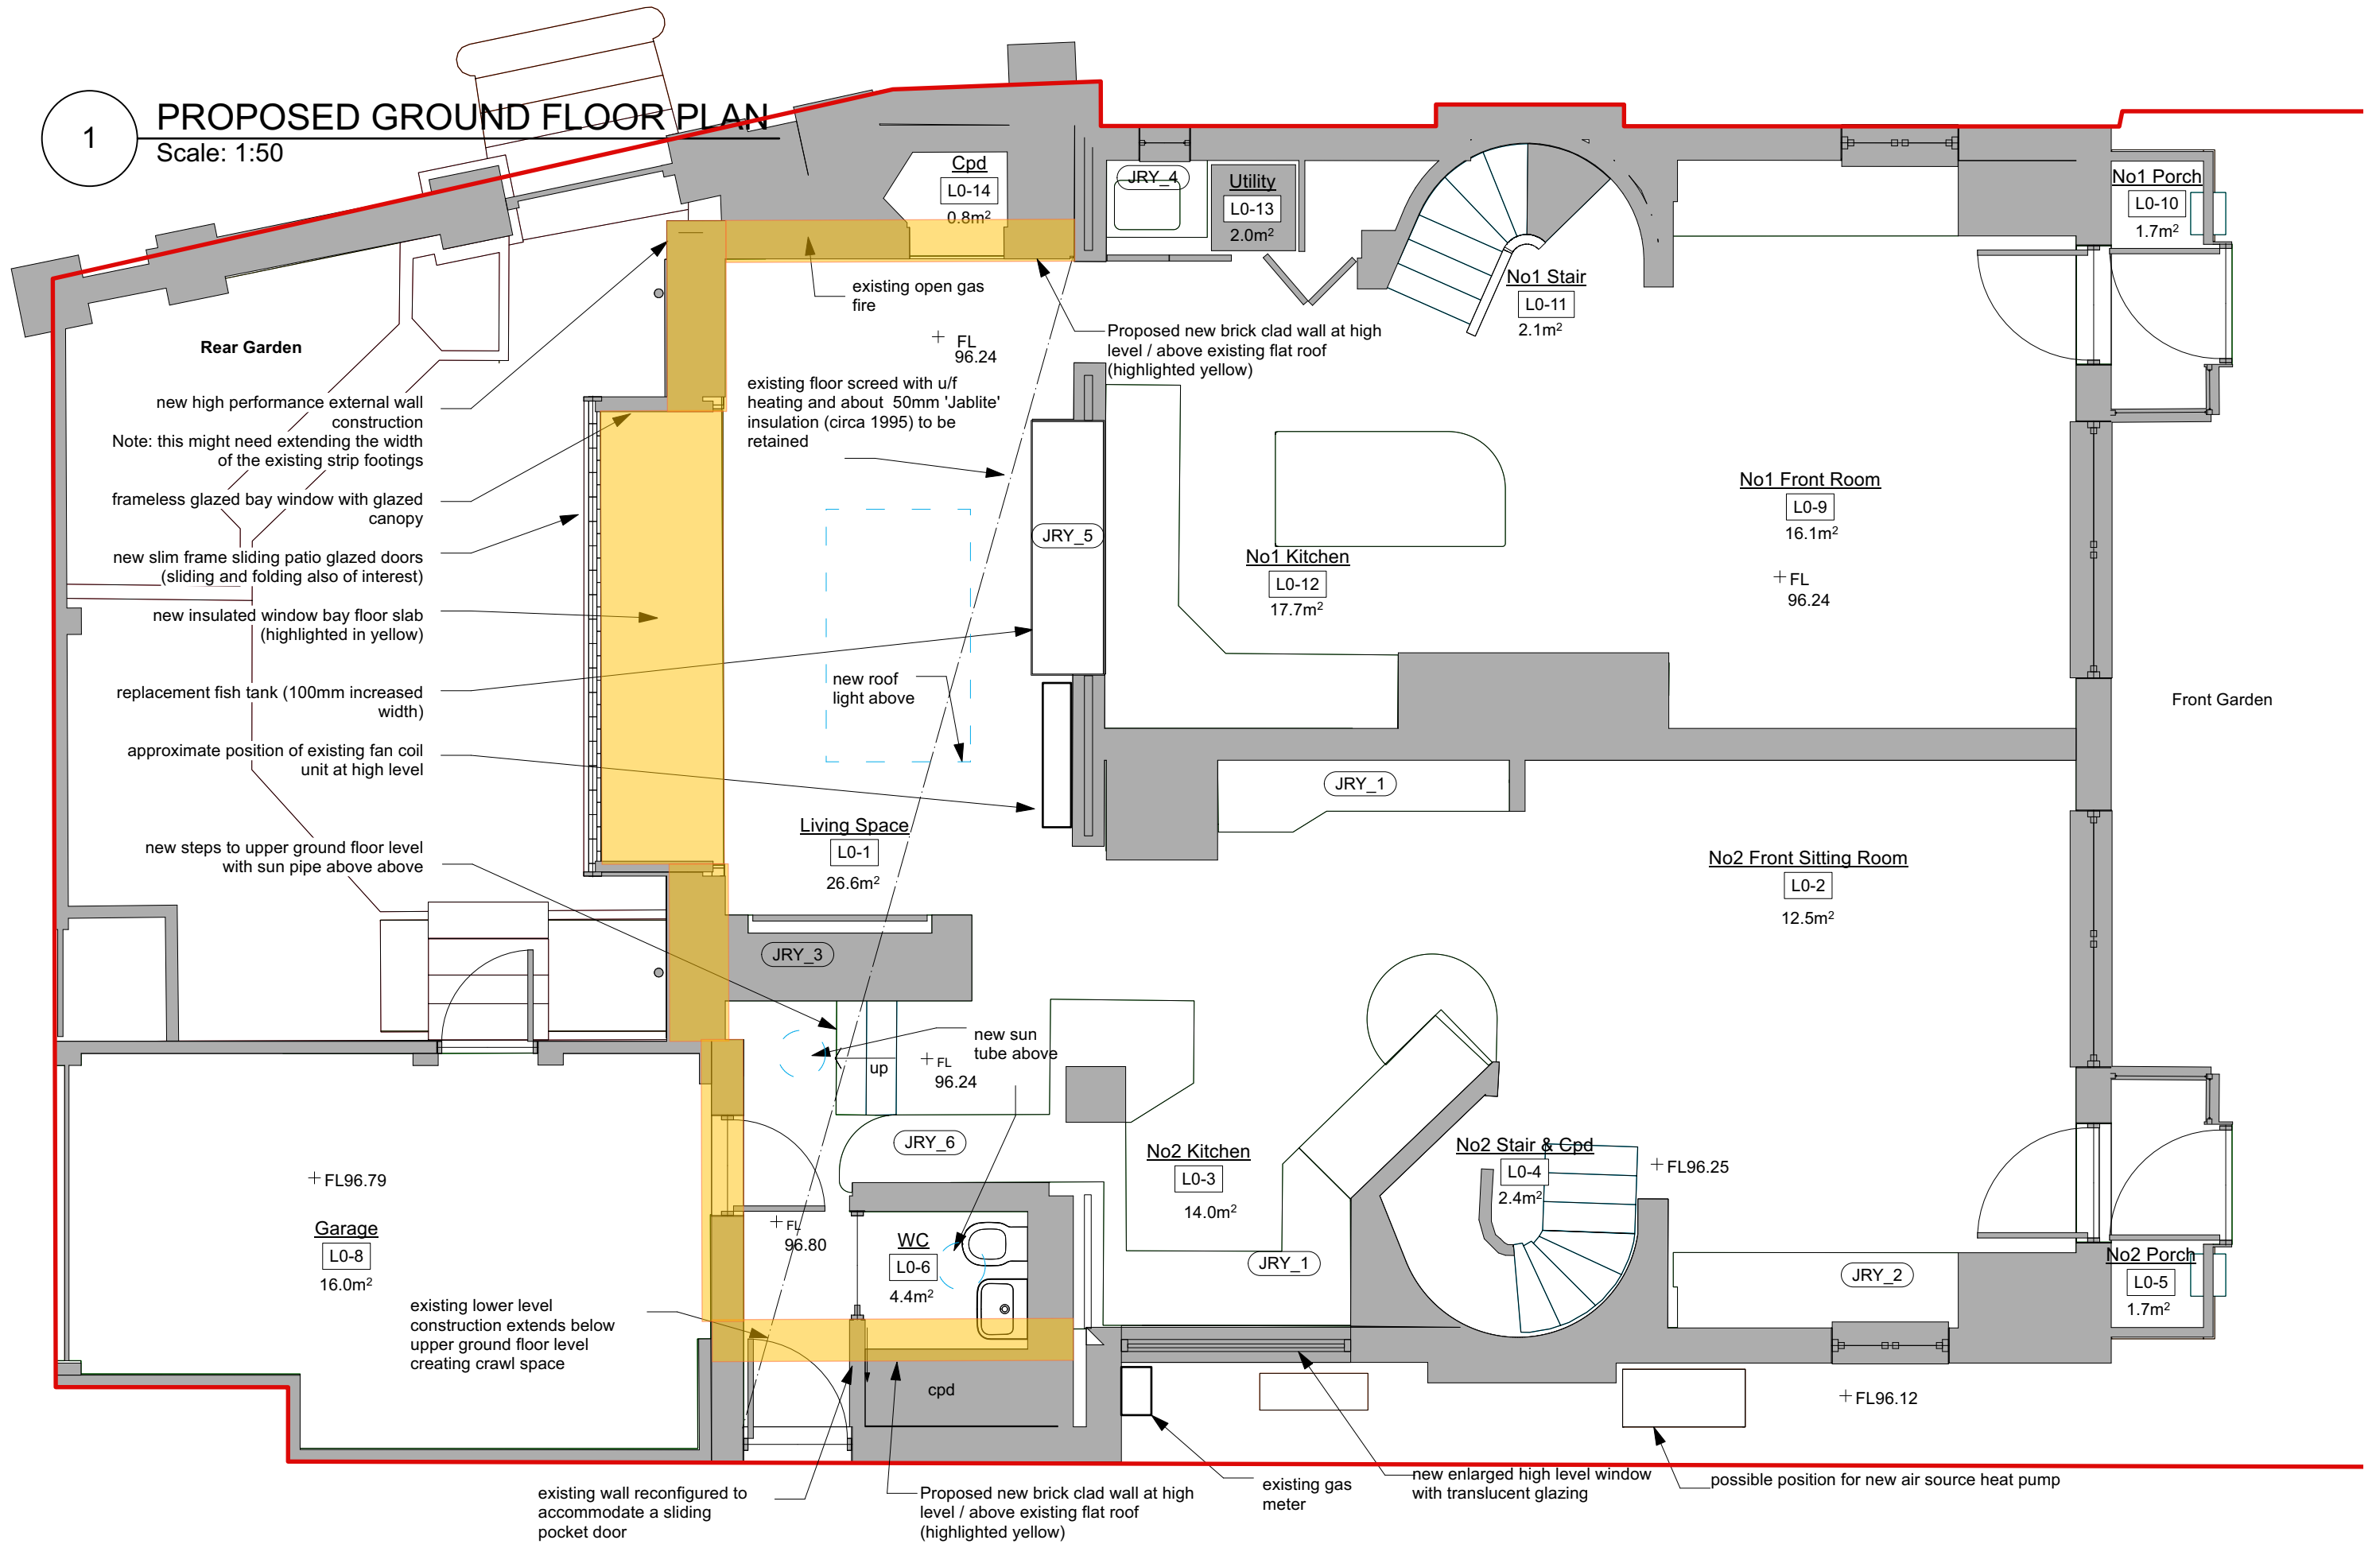 1
PROPOSED GROUND FLOOR PLAN
Scale: 1:50
Cpd
L0-14
0.8m²
JRY_4
Utility
L0-13
2.0m²
No1 Porch
L0-10
1.7m²
No1 Stair
L0-11
2.1m²
existing open gas
fire
Rear Garden
FL
96.24
Proposed new brick clad wall at high
level / above existing flat roof
(highlighted yellow)
existing floor screed with u/f
heating and about 50mm 'Jablite'
insulation (circa 1995) to be
retained
new high performance external wall
construction
Note: this might need extending the width
of the existing strip footings
frameless glazed bay window with glazed
canopy
new slim frame sliding patio glazed doors
(sliding and folding also of interest)
new insulated window bay floor slab
(highlighted in yellow)
replacement fish tank (100mm increased
width)
approximate position of existing fan coil
unit at high level
new steps to upper ground floor level
with sun pipe above above
JRY_5
No1 Kitchen
L0-12
17.7m²
No1 Front Room
L0-9
16.1m²
FL
96.24
new roof
light above
Front Garden
JRY_1
Living Space
L0-1
26.6m²
No2 Front Sitting Room
L0-2
12.5m²
JRY_3
new sun
tube above
up
FL
96.24
JRY_6
No2 Kitchen
L0-3
14.0m²
No2 Stair & Cpd
L0-4
2.4m²
FL96.25
FL96.79
Garage
L0-8
16.0m²
FL
96.80
WC
L0-6
4.4m²
JRY_1
JRY_2
No2 Porch
L0-5
1.7m²
existing lower level
construction extends below
upper ground floor level
creating crawl space
cpd
FL96.12
existing wall reconfigured to
accommodate a sliding
pocket door
Proposed new brick clad wall at high
level / above existing flat roof
(highlighted yellow)
existing gas
meter
new enlarged high level window
with translucent glazing
possible position for new air source heat pump